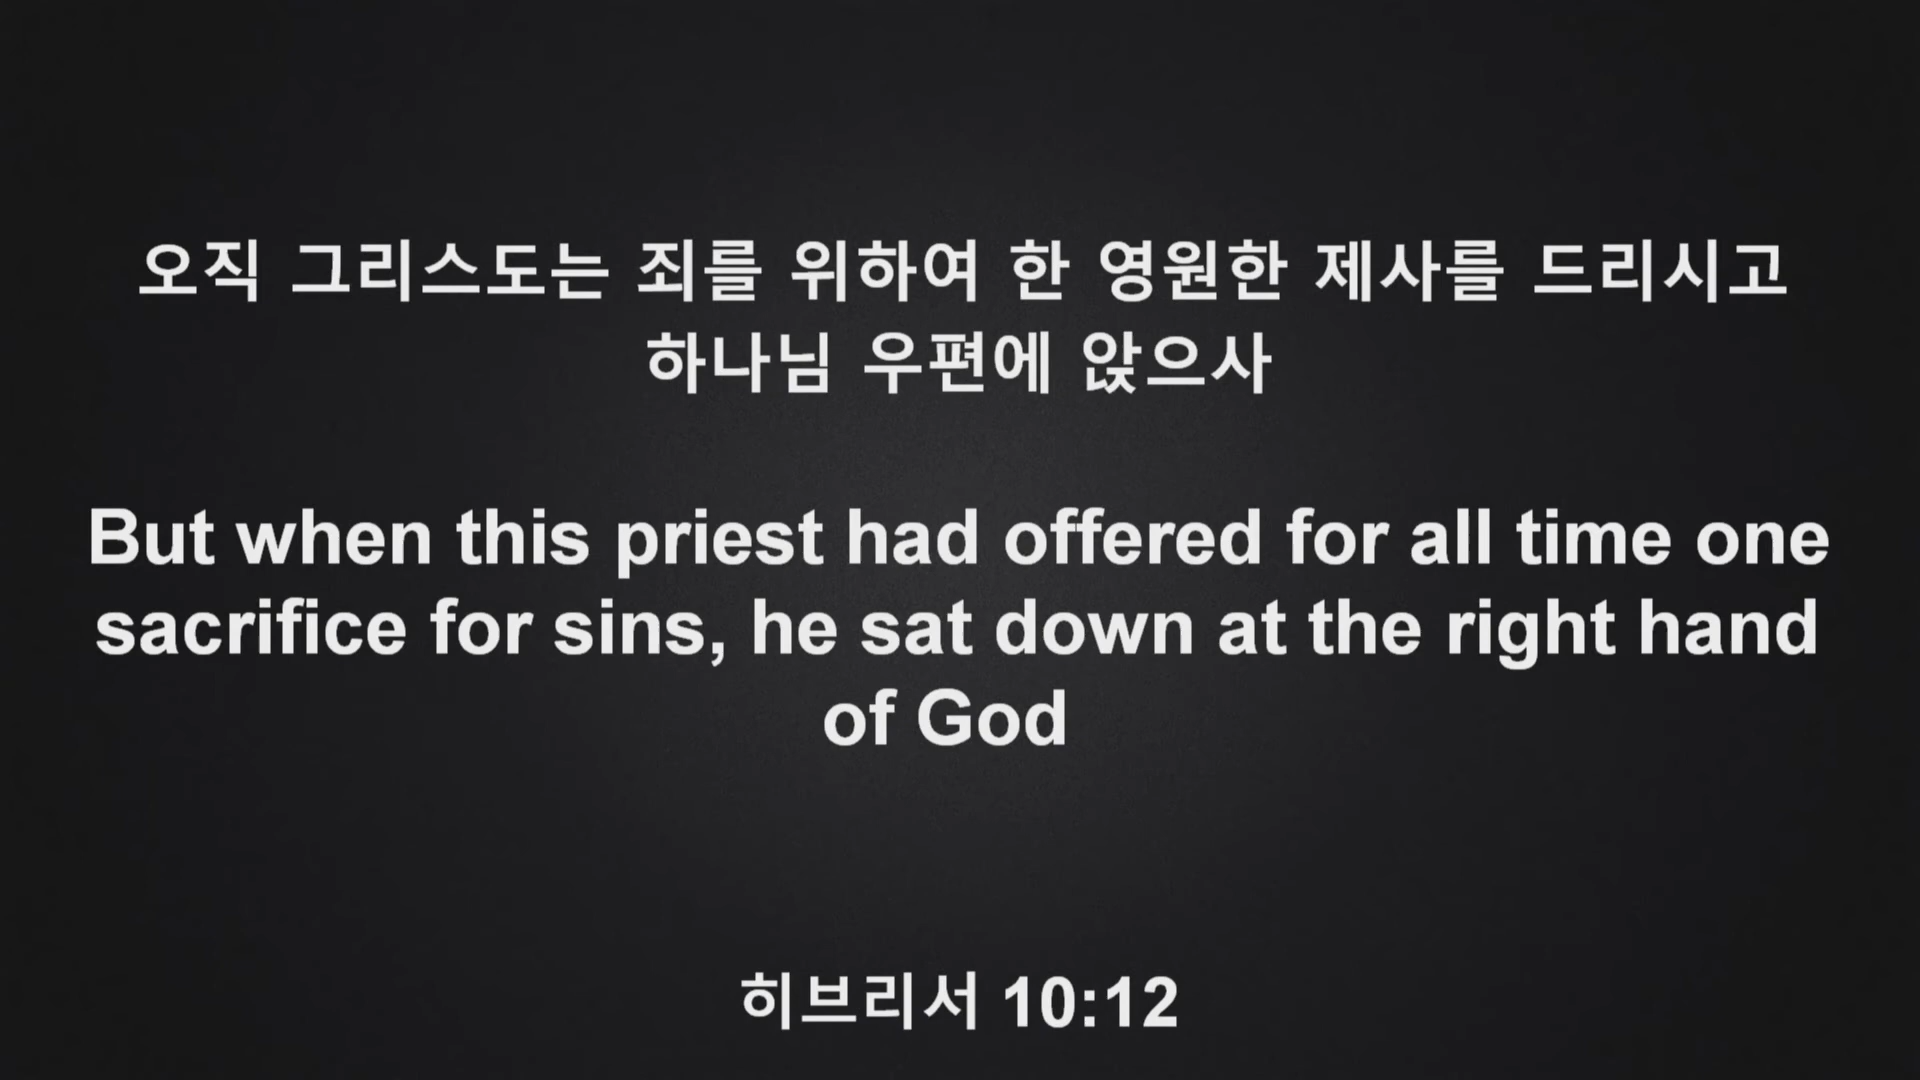 오직 그리스도는 죄를 위하여 한 영원한 제사를 드리시고
하나님 우편에 앉으사
But when this priest had offered for all time one
sacrifice for sins, he sat down at the right hand
of God
히브리서 10:12